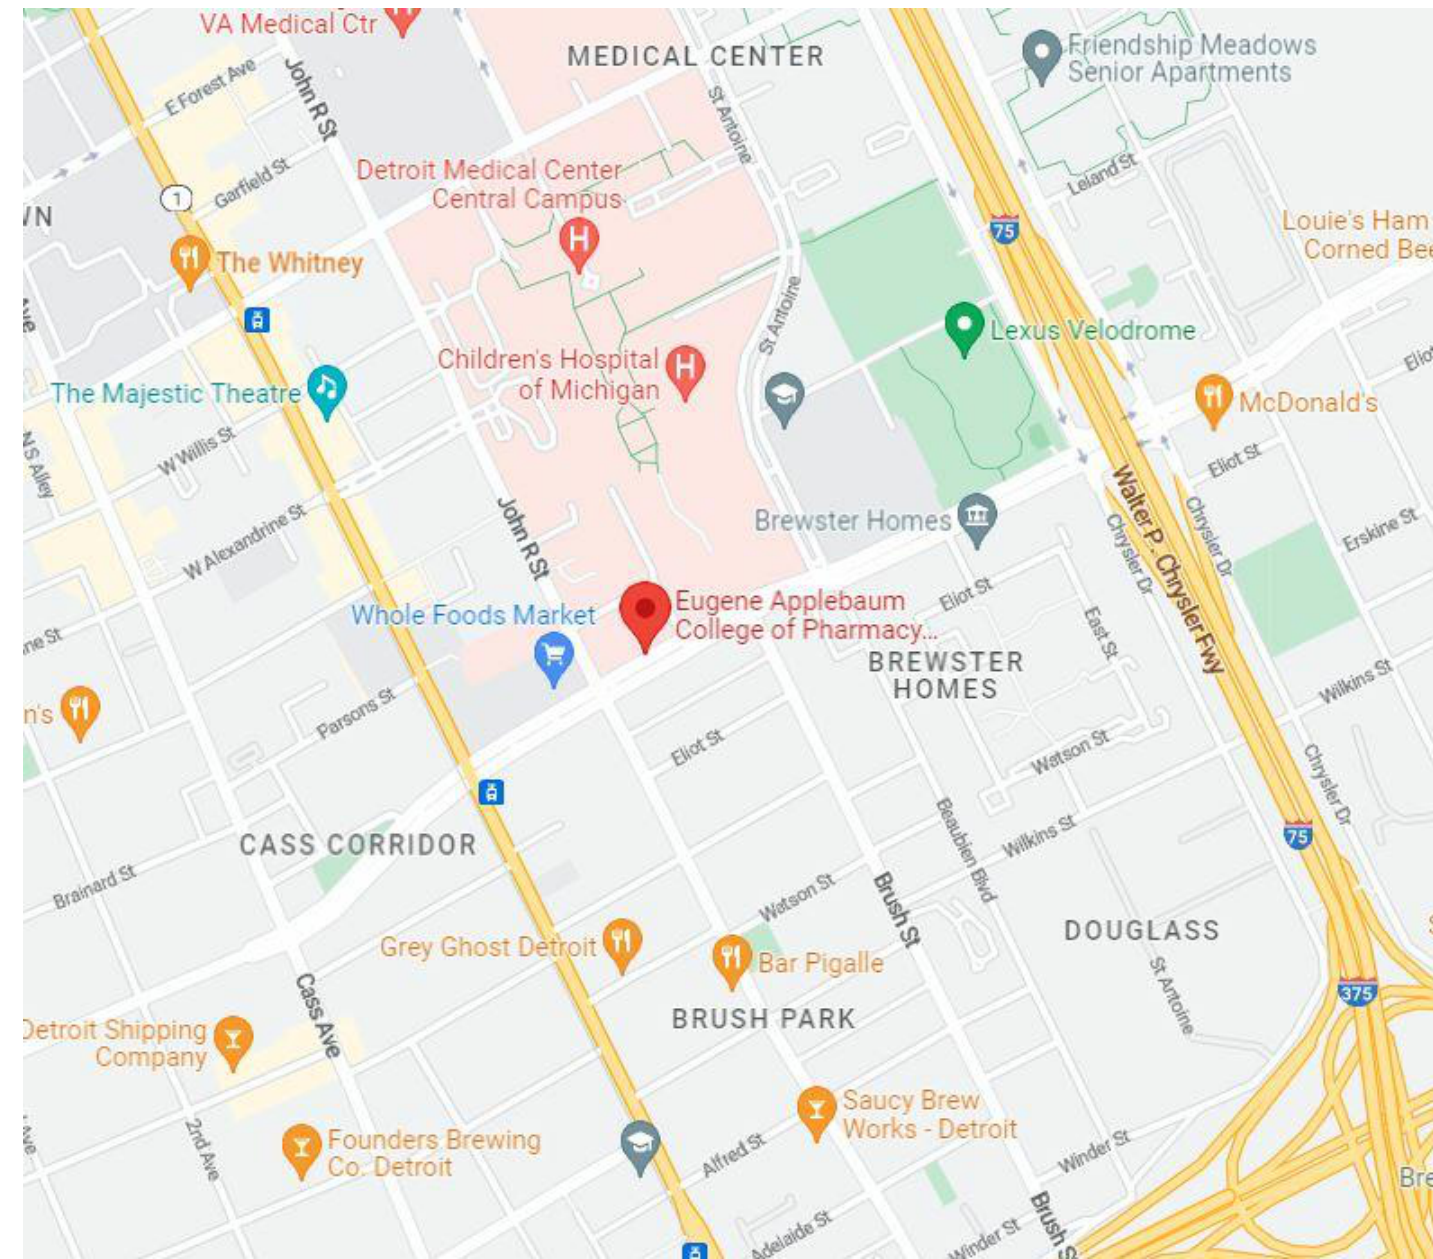 VA Medical Ctr
MEDICAL CENTER
Friendship Meadows
Senior Apartments
E Forest Ave
John R St
St Antoine
Garfield St
Detroit Medical Center
Central Campus
Leland St
1
75
Louie's Ham
The Whitney
St Antoine
Lexus Velodrome
Children's Hospital
of Michigan
The Majestic Theatre
McDonald's
W Willis St
N S Alley
Eliot St
W Alexandrine St
John R St
Brewster Homes
Walter P. Chrysler Fwy
Chrysler Dr
Chrysler Dr
Erskine St
Whole Foods Market
Eugene Applebaum
College of Pharmacy...
Eliot St
East St
BREWSTER
HOMES
Wilkins St
Parsons St
Eliot St
Watson St
Chrysler Dr
CASS CORRIDOR
Beaubien Blvd
Wilkins St
75
Brainard St
Watson St
Brush St
DOUGLASS
Grey Ghost Detroit
Bar Pigalle
St Antoine
375
Cass Ave
BRUSH PARK
Detroit Shipping
Company
Saucy Brew
Works - Detroit
2nd Ave
Founders Brewing
Co. Detroit
Alfred St
Winder St
Adelaide St
Winder St
Brush S